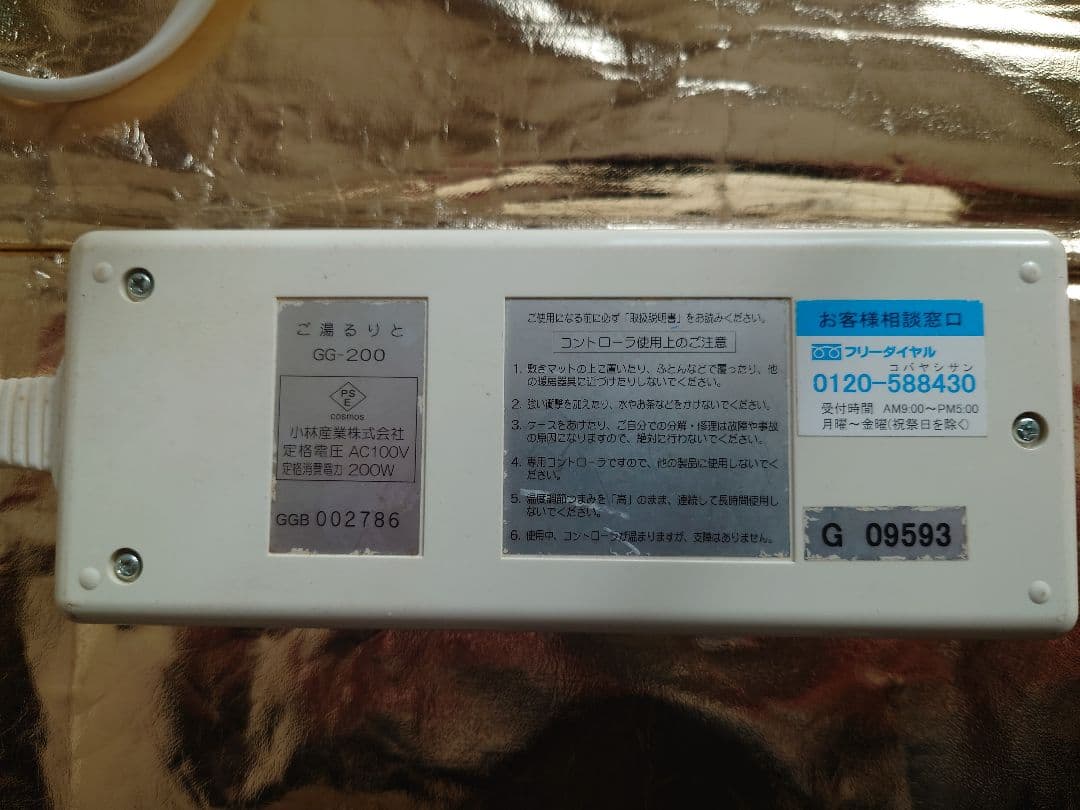 ご湯るりと
GG-200
PS
E
cosmos
小林産業株式会社
定格電圧 AC100V
定格消費電力 200W
GGB 002786
ご使用になる前に必ず「取扱説明書」をお読みください。
コントローラ使用上のご注意
1. 敷きマットの上に置いたり、ふとんなどで覆ったり、他
の暖房器具に近づけたりしないでください。
2. 強い衝撃を加えたり、水やお茶などをかけないでください。
3. ケースをあけたり、ご自分での分解・修理は故障や事故
の原因になりますので、絶対に行わないでください。
4. 専用コントローラですので、他の製品に使用しないでく
ださい。
5. 温度調節つまみを「高」のまま、連続して長時間使用し
ないでください。
6. 使用中、コントローラが温まりますが、支障はありません。
お客様相談窓口
フリーダイヤル
コバヤシサン
0120-588430
受付時間 AM9:00～PM5:00
月曜～金曜(祝祭日を除く)
G 09593